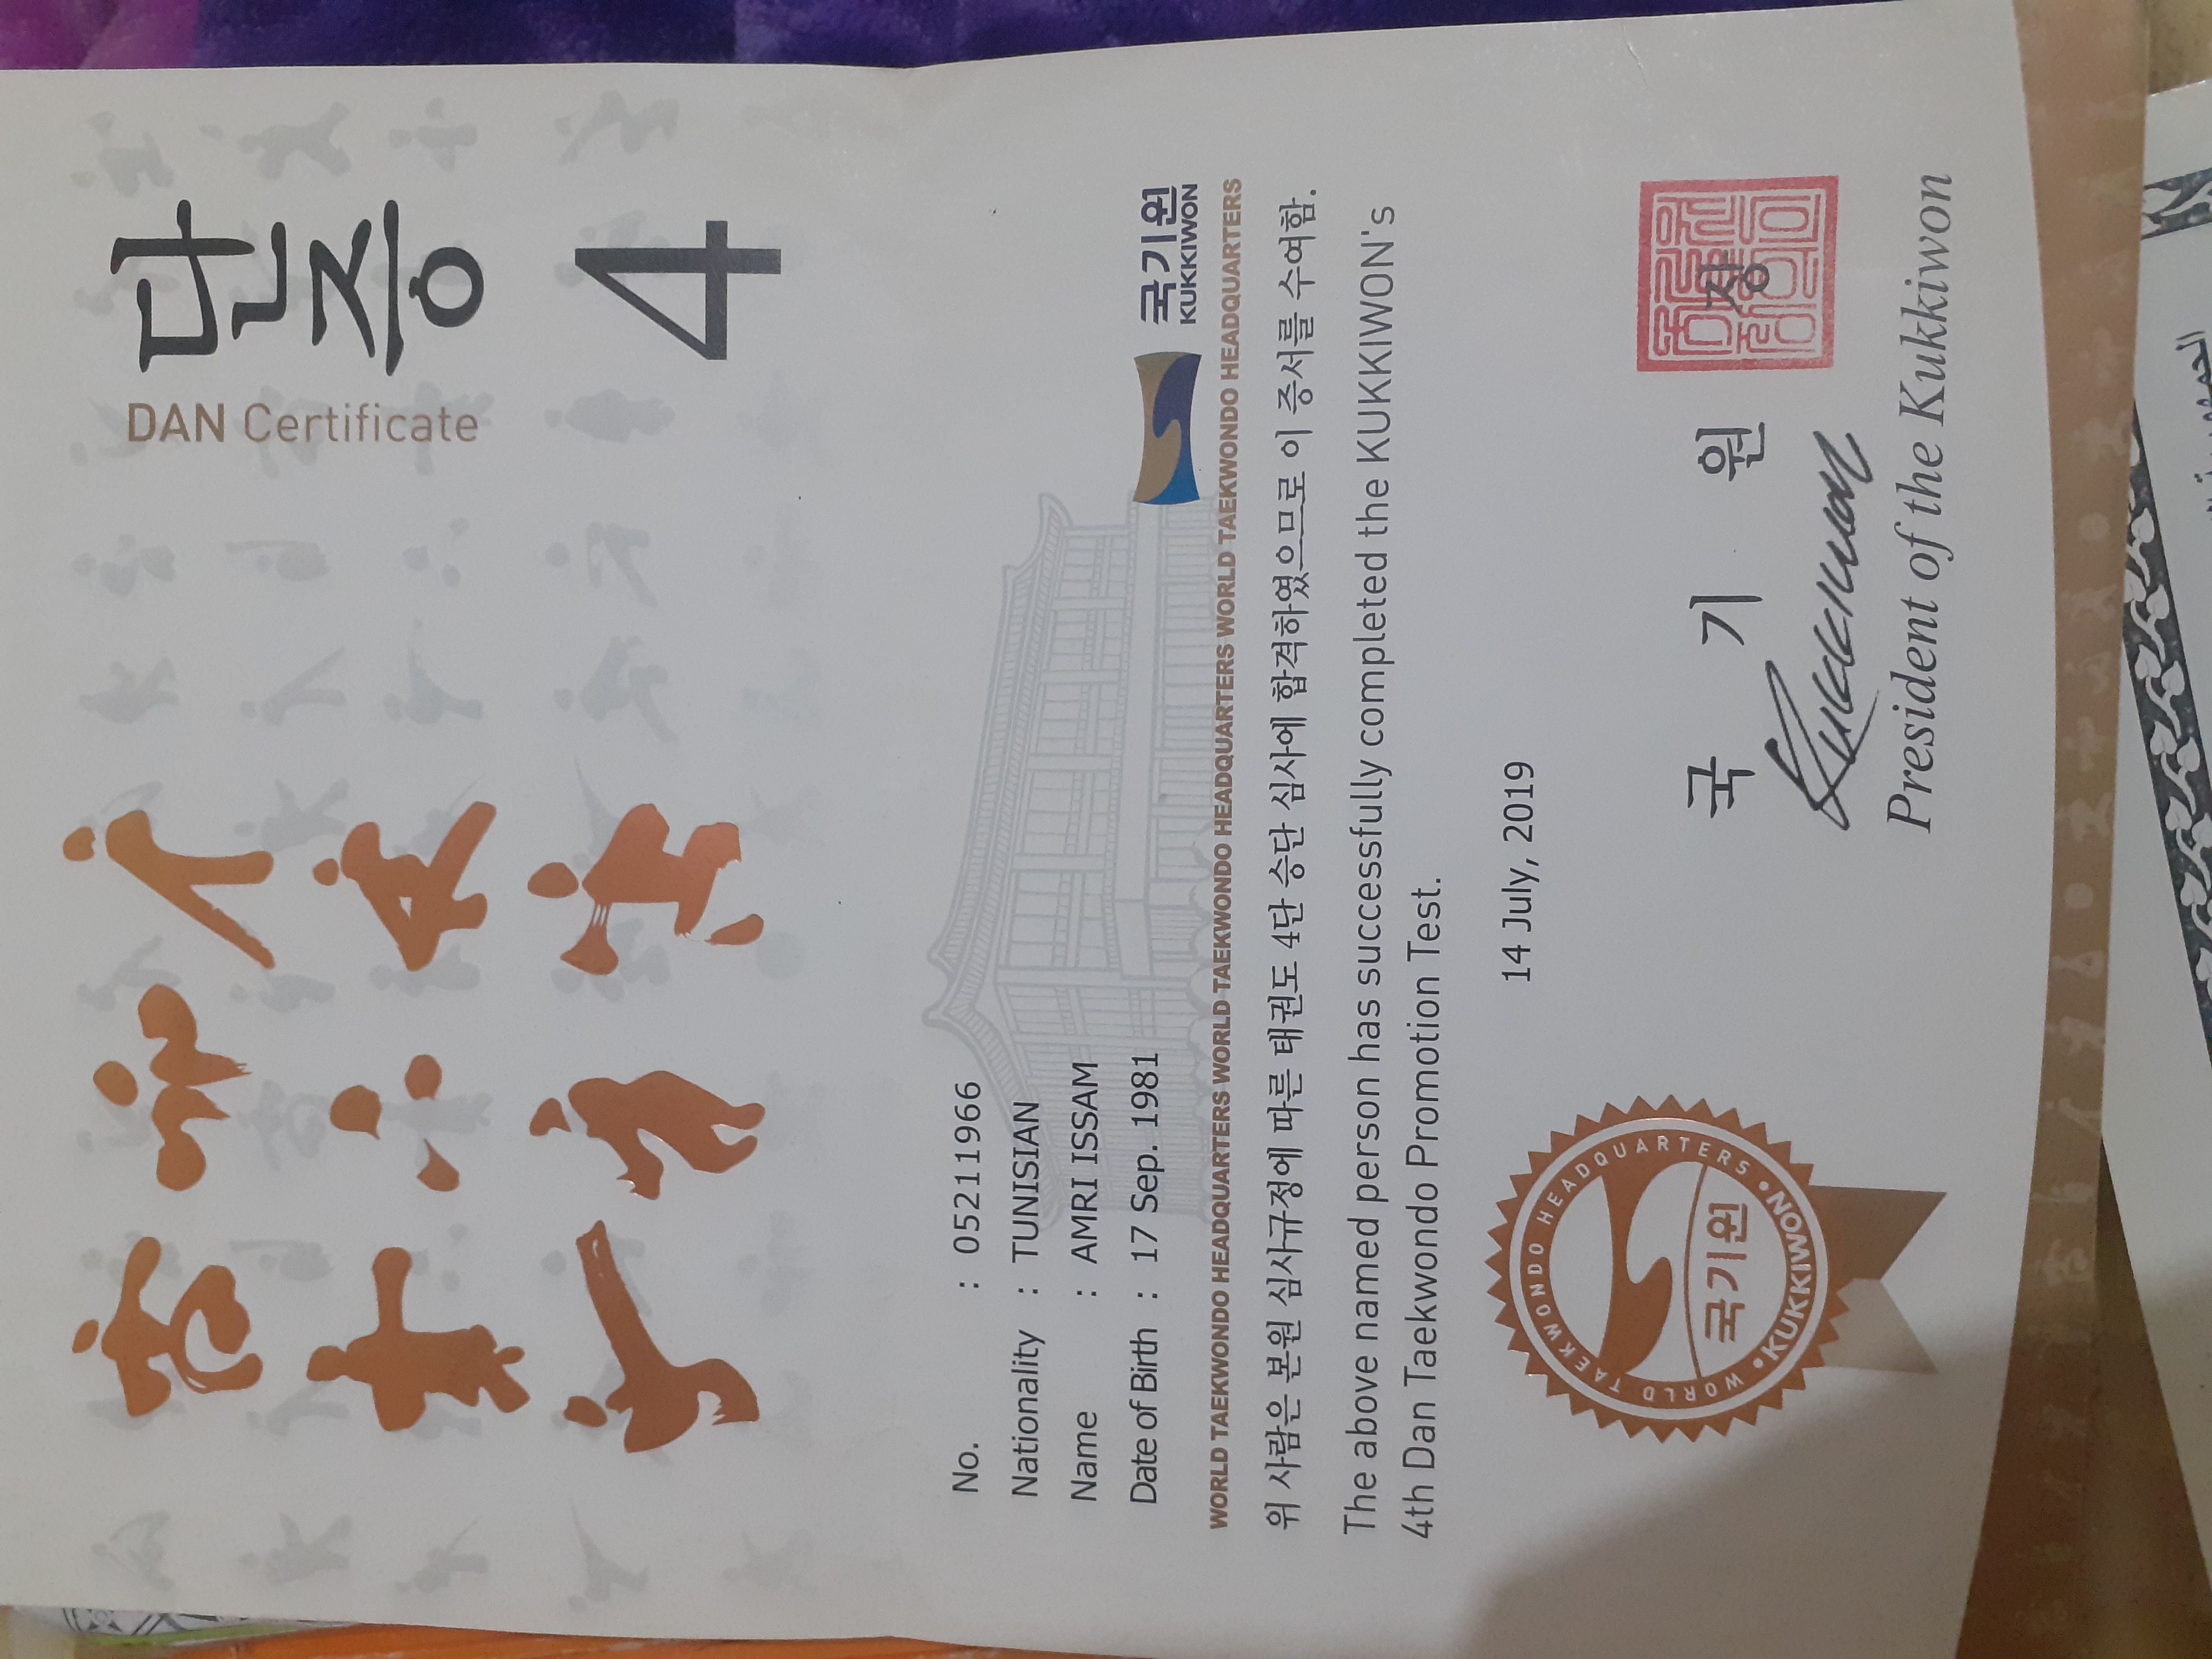 단증
DAN Certificate
4
No. : 05211966
Nationality : TUNISIAN
Name : AMRI ISSAM
Date of Birth : 17 Sep. 1981
국기원
KUKKIWON
WORLD TAEKWONDO HEADQUARTERS WORLD TAEKWONDO HEADQUARTERS WORLD TAEKWONDO HEADQUARTERS WORLD TAEKWONDO HEADQUARTERS
위 사람은 본원 심사규정에 따른 태권도 4단 승단 심사에 합격하였으므로 이 증서를 수여함.
The above named person has successfully completed the KUKKIWON's
4th Dan Taekwondo Promotion Test.
14 July, 2019
WORLD TAEKWONDO HEADQUARTERS
국기원
• KUKKIWON •
국 기 원 장
President of the Kukkiwon